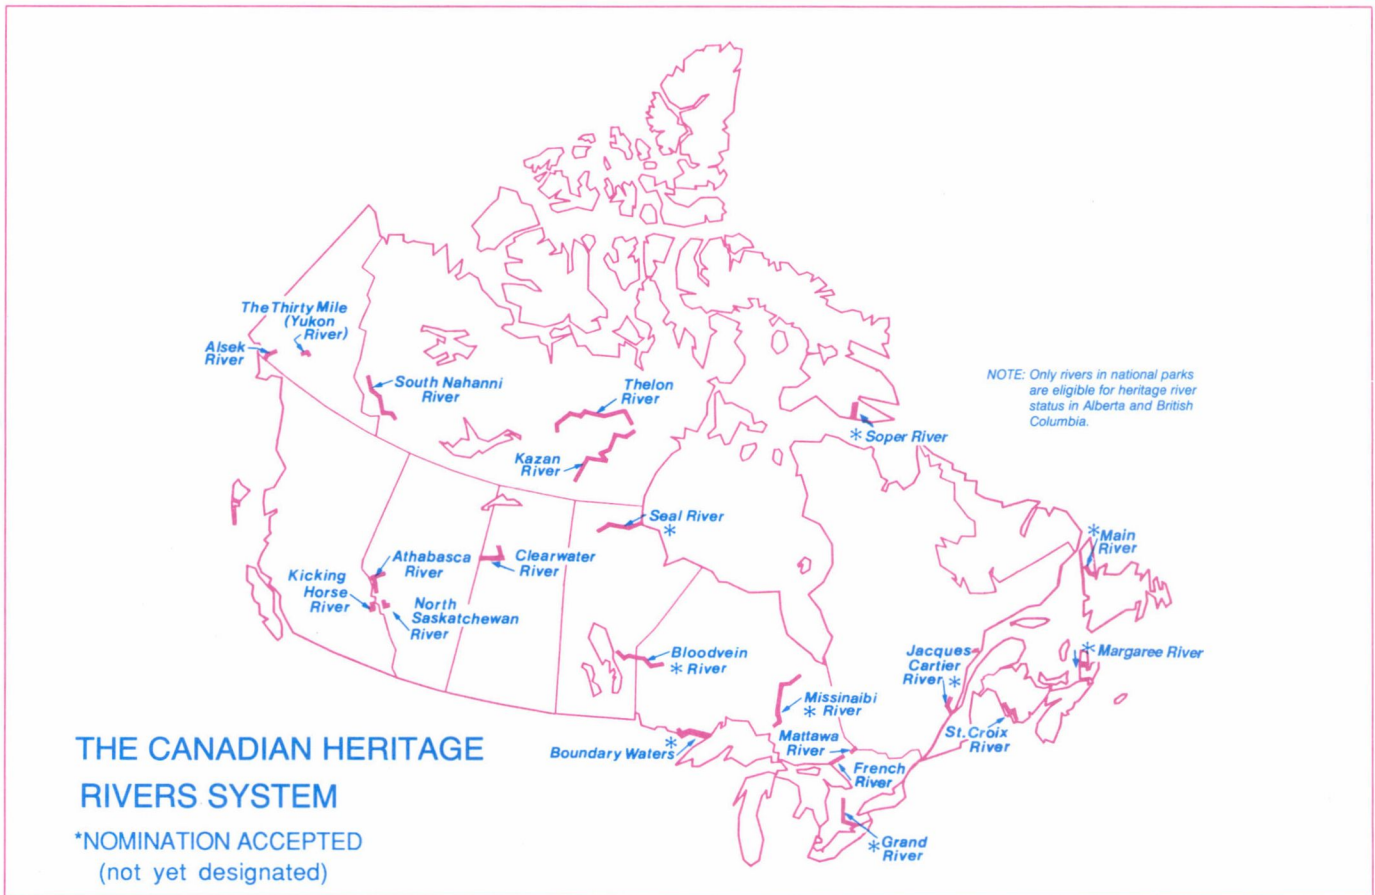 The Thirty Mile
(Yukon
River)
Alsek
River
South Nahanni
River
Thelon
River
NOTE: Only rivers in national parks
are eligible for heritage river
status in Alberta and British
Columbia.
* Soper River
Kazan
River
Seal River
*
* Main
River
Athabasca
River
Clearwater
River
Kicking
Horse
River
North
Saskatchewan
River
Bloodvein
* River
Jacques
Cartier
River *
* Margaree River
Missinaibi
* River
Mattawa
River
St. Croix
River
*
Boundary Waters
French
River
* Grand
River
THE CANADIAN HERITAGE
RIVERS SYSTEM
*NOMINATION ACCEPTED
(not yet designated)